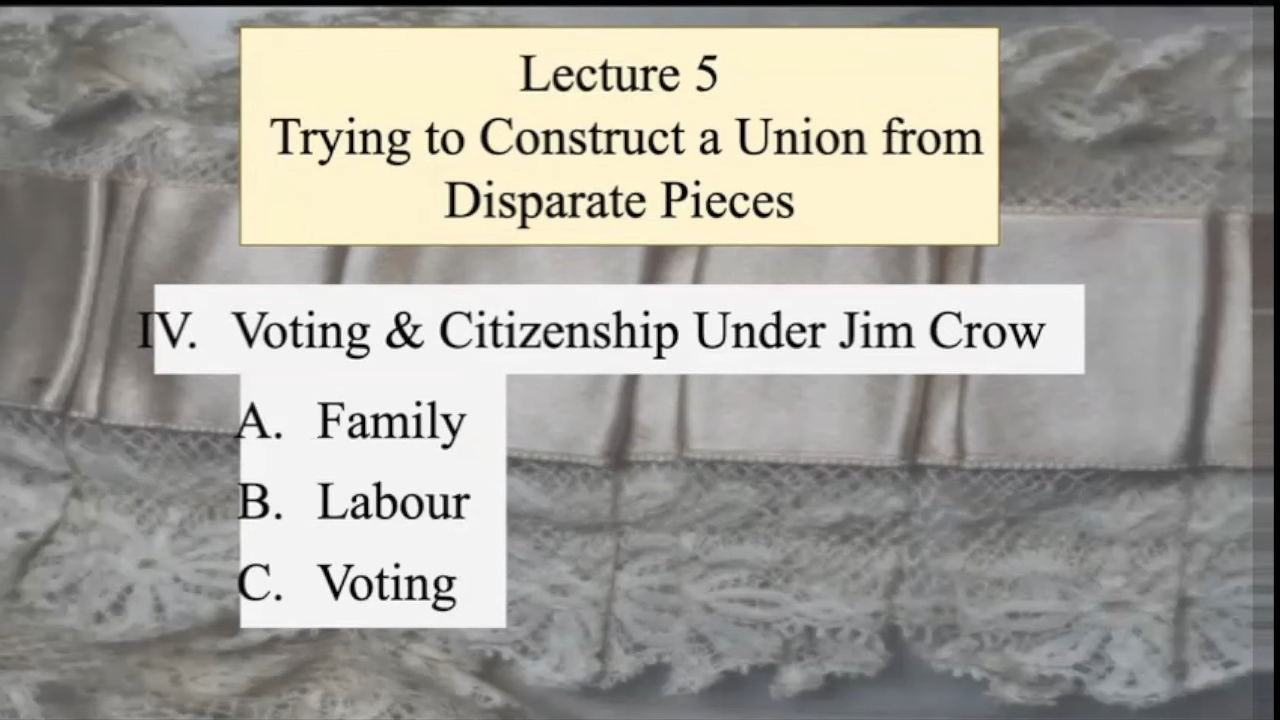 Lecture 5
Trying to Construct a Union from
Disparate Pieces
IV. Voting & Citizenship Under Jim Crow
A. Family
B. Labour
C. Voting